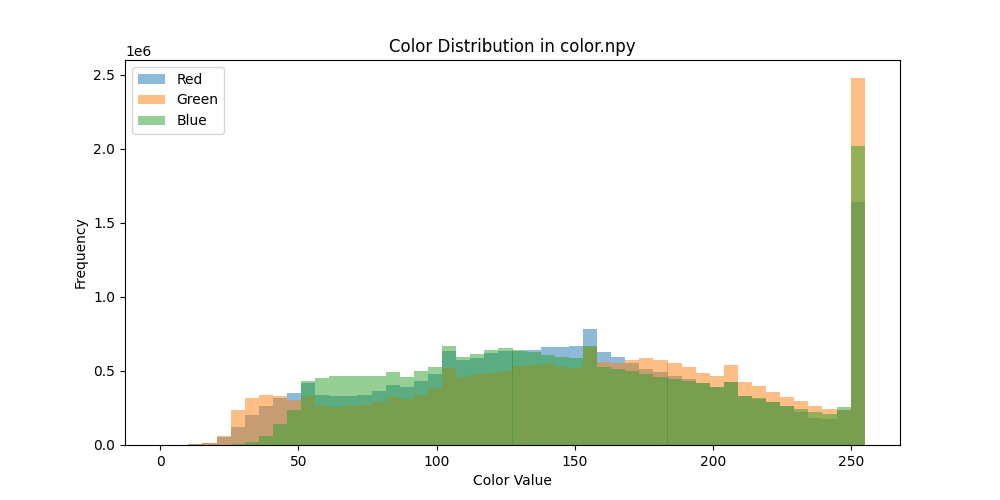 Color Distribution in color.npy
1e6
Red
Green
Blue
2.5
2.0
1.5
1.0
0.5
0.0
Frequency
0 50 100 150 200 250
Color Value